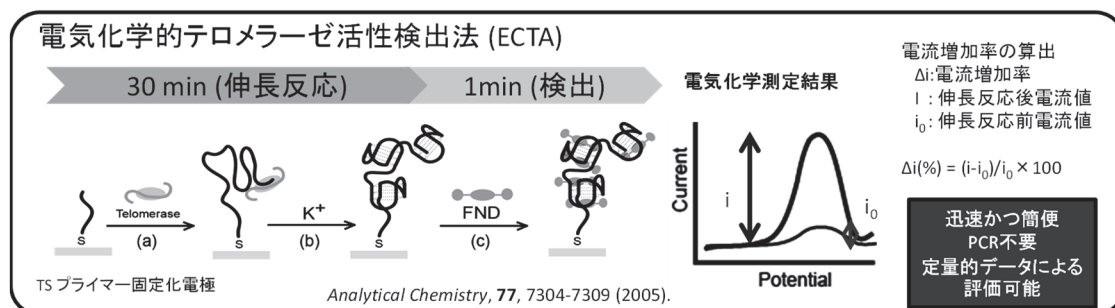 電気化学的テロメラーゼ活性検出法 (ECTA)
30 min (伸長反応)
1min (検出)
Telomerase
(a)
K⁺
(b)
FND
(c)
S
S
S
S
TS プライマー固定化電極
Analytical Chemistry, 77, 7304-7309 (2005).
電気化学測定結果
Current
i
i₀
Potential
電流増加率の算出
Δi:電流増加率
I : 伸長反応後電流値
i₀: 伸長反応前電流値
Δi(%) = (i-i₀)/i₀ × 100
迅速かつ簡便
PCR不要
定量的データによる
評価可能